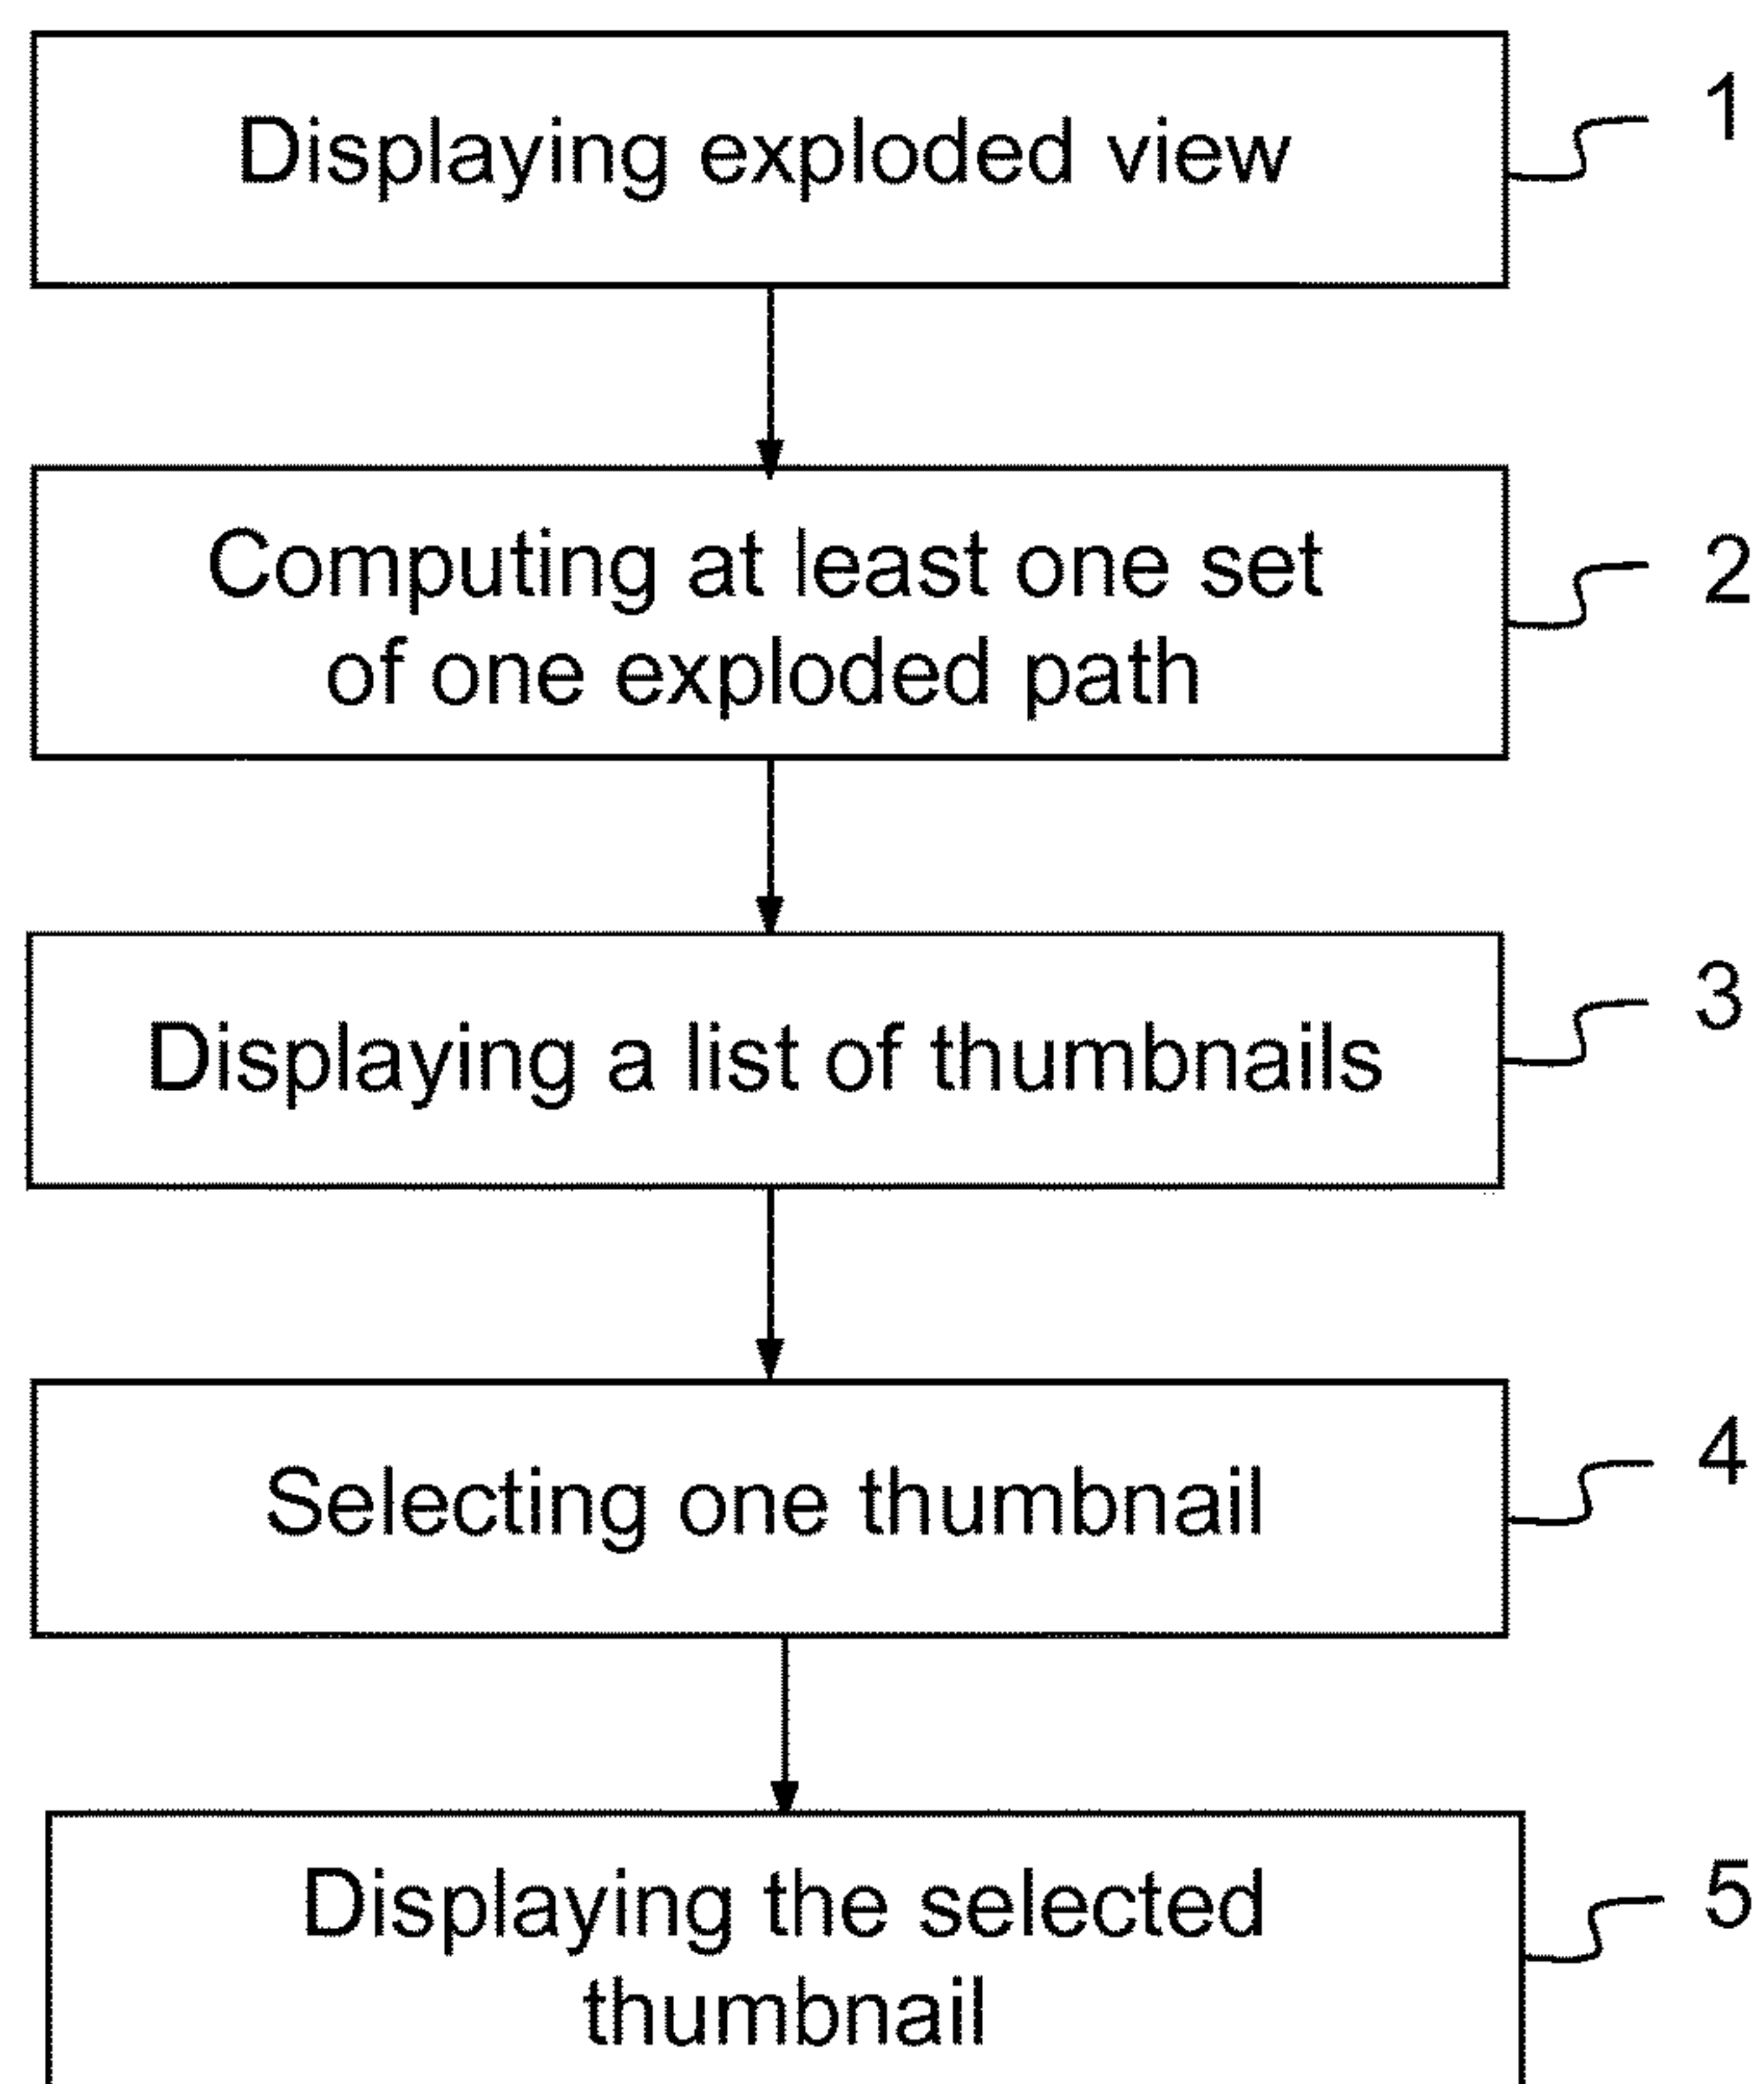 Displaying exploded view
1
Computing at least one set
of one exploded path
2
Displaying a list of thumbnails
3
Selecting one thumbnail
4
Displaying the selected
thumbnail
5